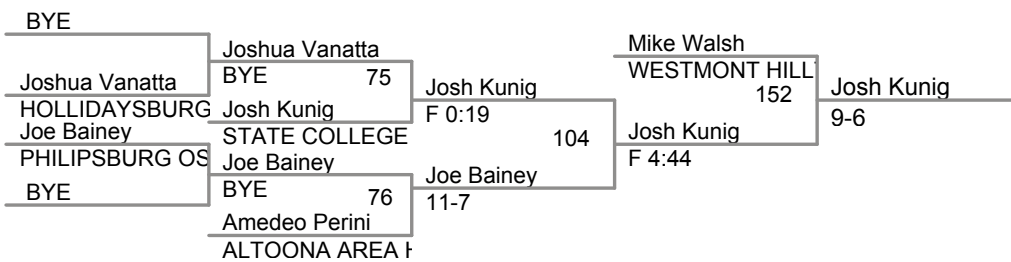 BYE
Joshua Vanatta
HOLLIDAYSBURG
Joe Bainey
PHILIPSBURG OS
BYE
Joshua Vanatta
BYE 75
Josh Kunig
STATE COLLEGE
Joe Bainey
BYE 76
Amedeo Perini
ALTOONA AREA
Josh Kunig
F 0:19
104
Joe Bainey
11-7
Mike Walsh
WESTMONT HILL
152
Josh Kunig
F 4:44
Josh Kunig
9-6